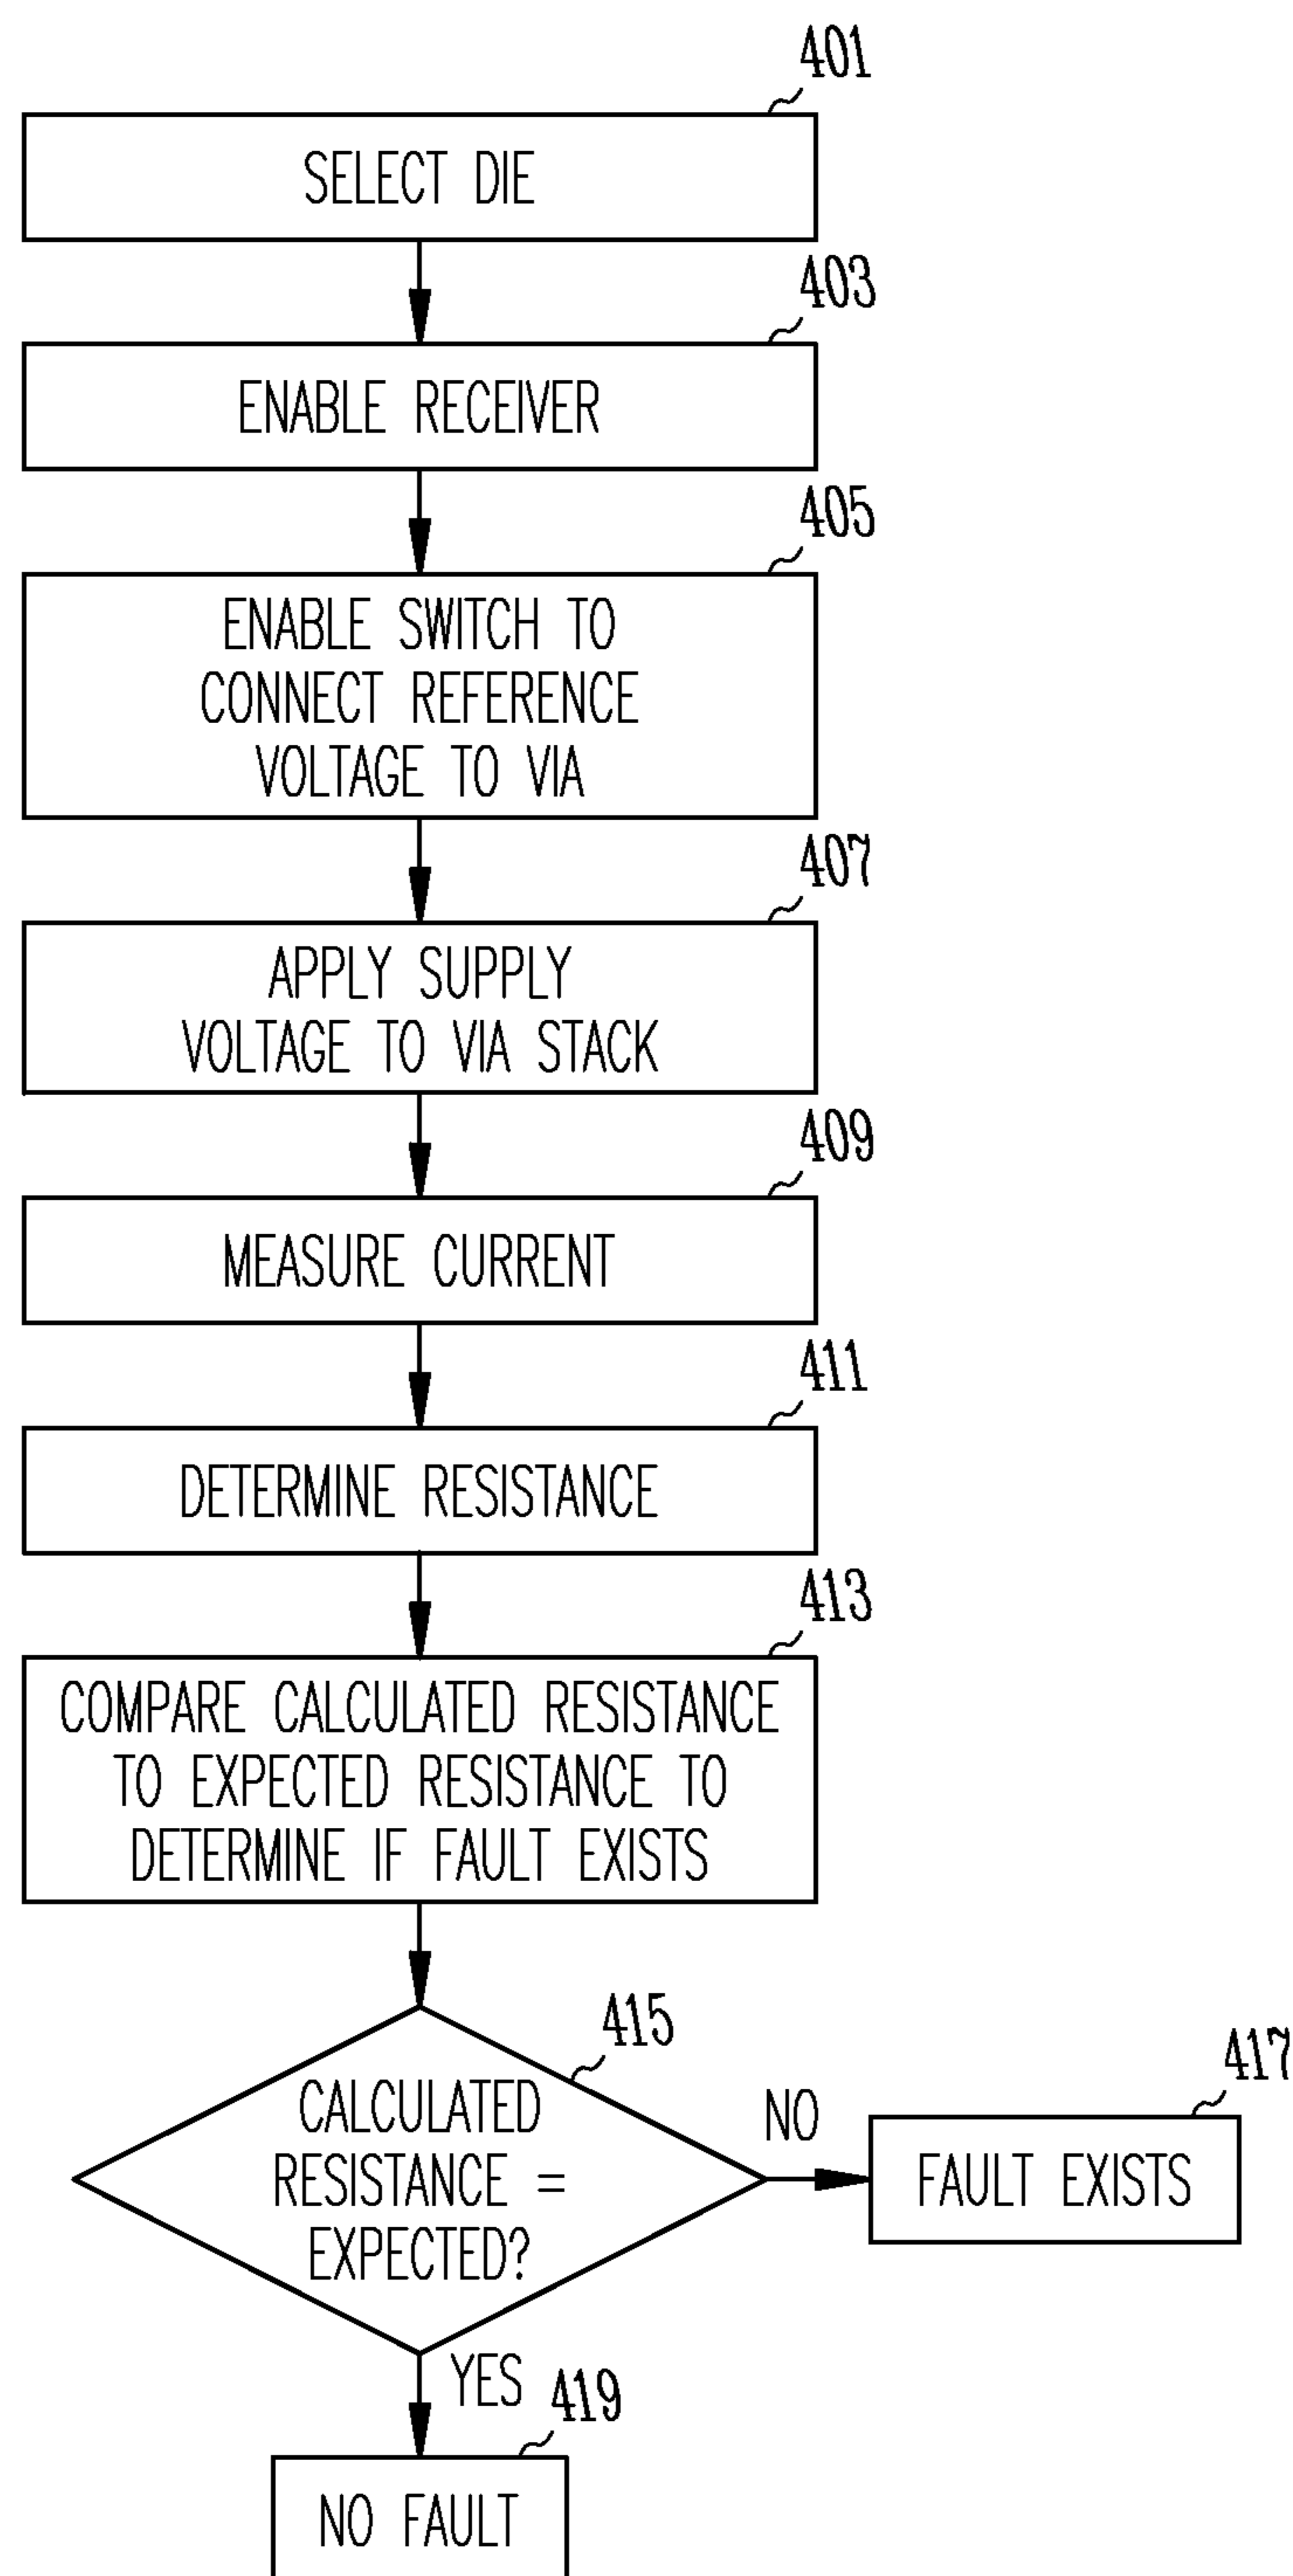 401
SELECT DIE
403
ENABLE RECEIVER
405
ENABLE SWITCH TO
CONNECT REFERENCE
VOLTAGE TO VIA
407
APPLY SUPPLY
VOLTAGE TO VIA STACK
409
MEASURE CURRENT
411
DETERMINE RESISTANCE
413
COMPARE CALCULATED RESISTANCE
TO EXPECTED RESISTANCE TO
DETERMINE IF FAULT EXISTS
415
CALCULATED
RESISTANCE =
EXPECTED?
NO
417
FAULT EXISTS
YES
419
NO FAULT